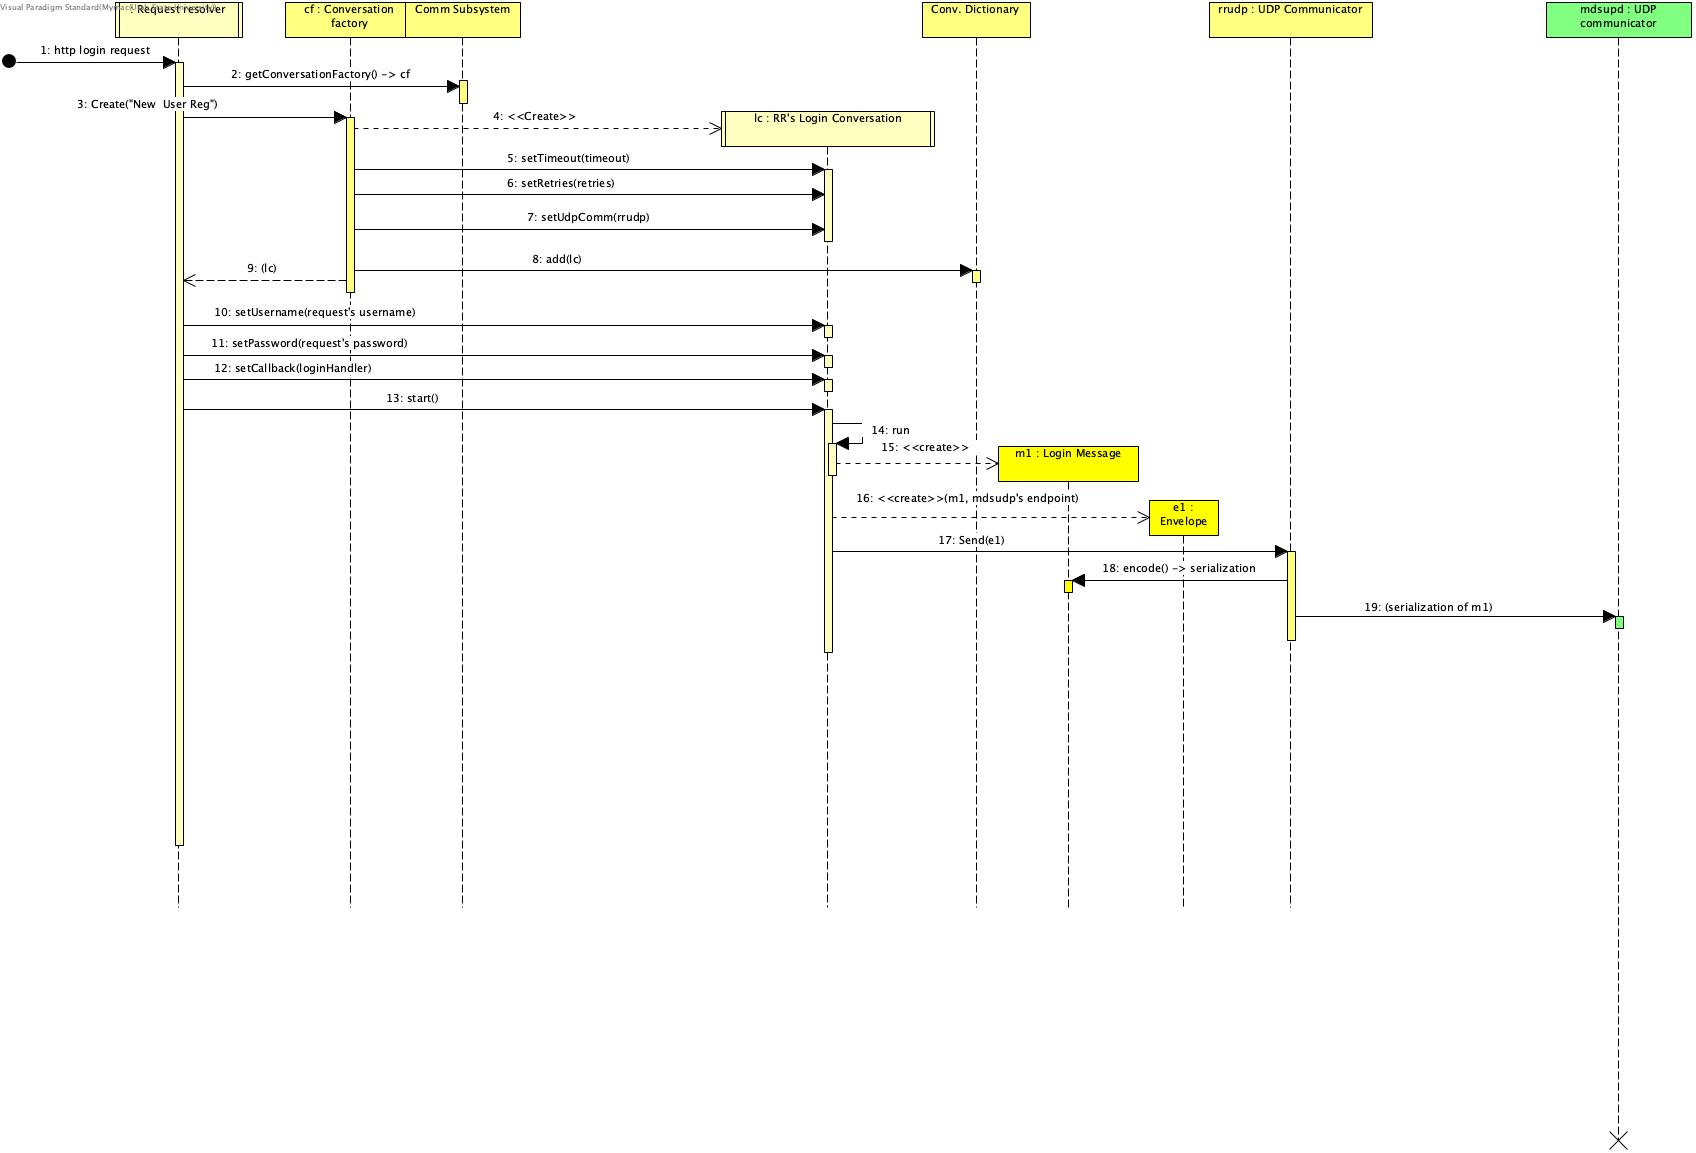 Visual Paradigm Standard
: Request resolver
cf : Conversation
factory
Comm Subsystem
Conv. Dictionary
rrudp : UDP Communicator
mdsupd : UDP
communicator
1: http login request
2: getConversationFactory() -> cf
3: Create("New User Reg")
4: <<Create>>
lc : RR's Login Conversation
5: setTimeout(timeout)
6: setRetries(retries)
7: setUdpComm(rrudp)
8: add(lc)
9: (lc)
10: setUsername(request's username)
11: setPassword(request's password)
12: setCallback(loginHandler)
13: start()
14: run
15: <<create>>
m1 : Login Message
16: <<create>>(m1, mdsudp's endpoint)
e1 :
Envelope
17: Send(e1)
18: encode() -> serialization
19: (serialization of m1)